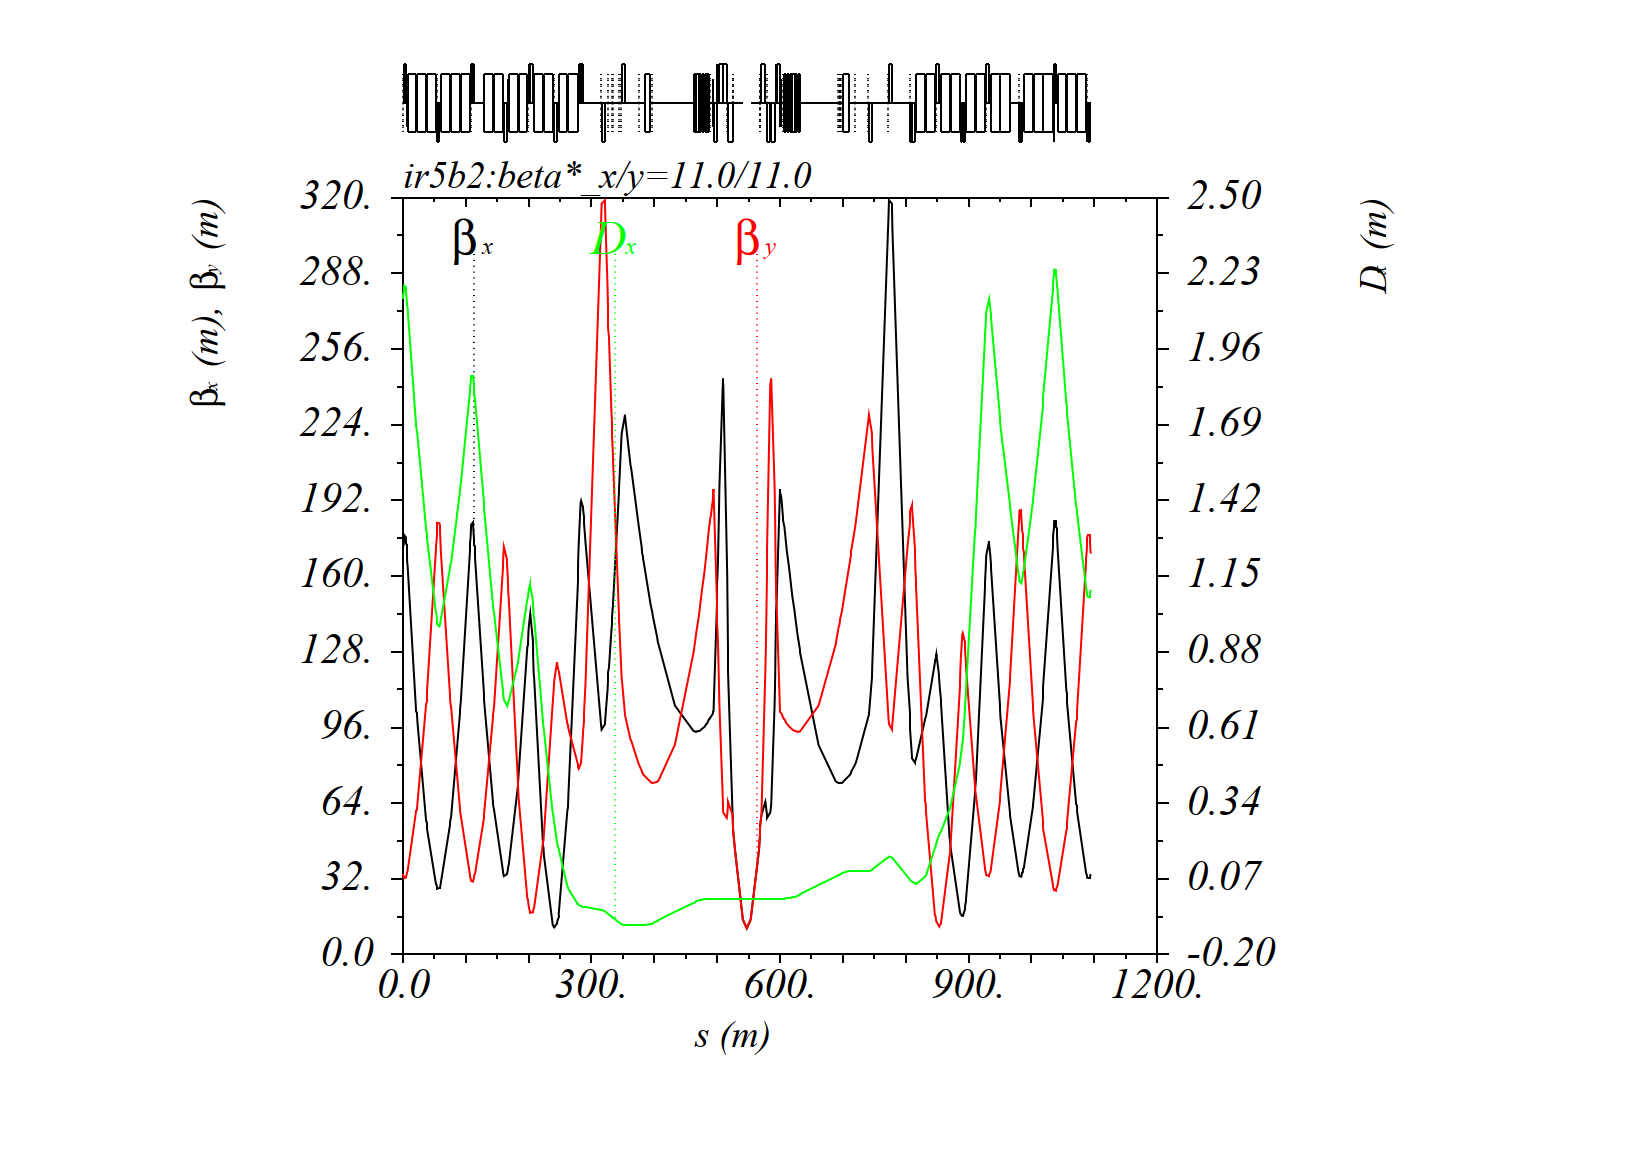 ir5b2:beta*_x/y=11.0/11.0
320.
288.
256.
224.
192.
160.
128.
96.
64.
32.
0.0
βx (m), βy (m)
βx
Dx
βy
2.50
2.23
1.96
1.69
1.42
1.15
0.88
0.61
0.34
0.07
-0.20
Dx (m)
0.0 300. 600. 900. 1200.
s (m)